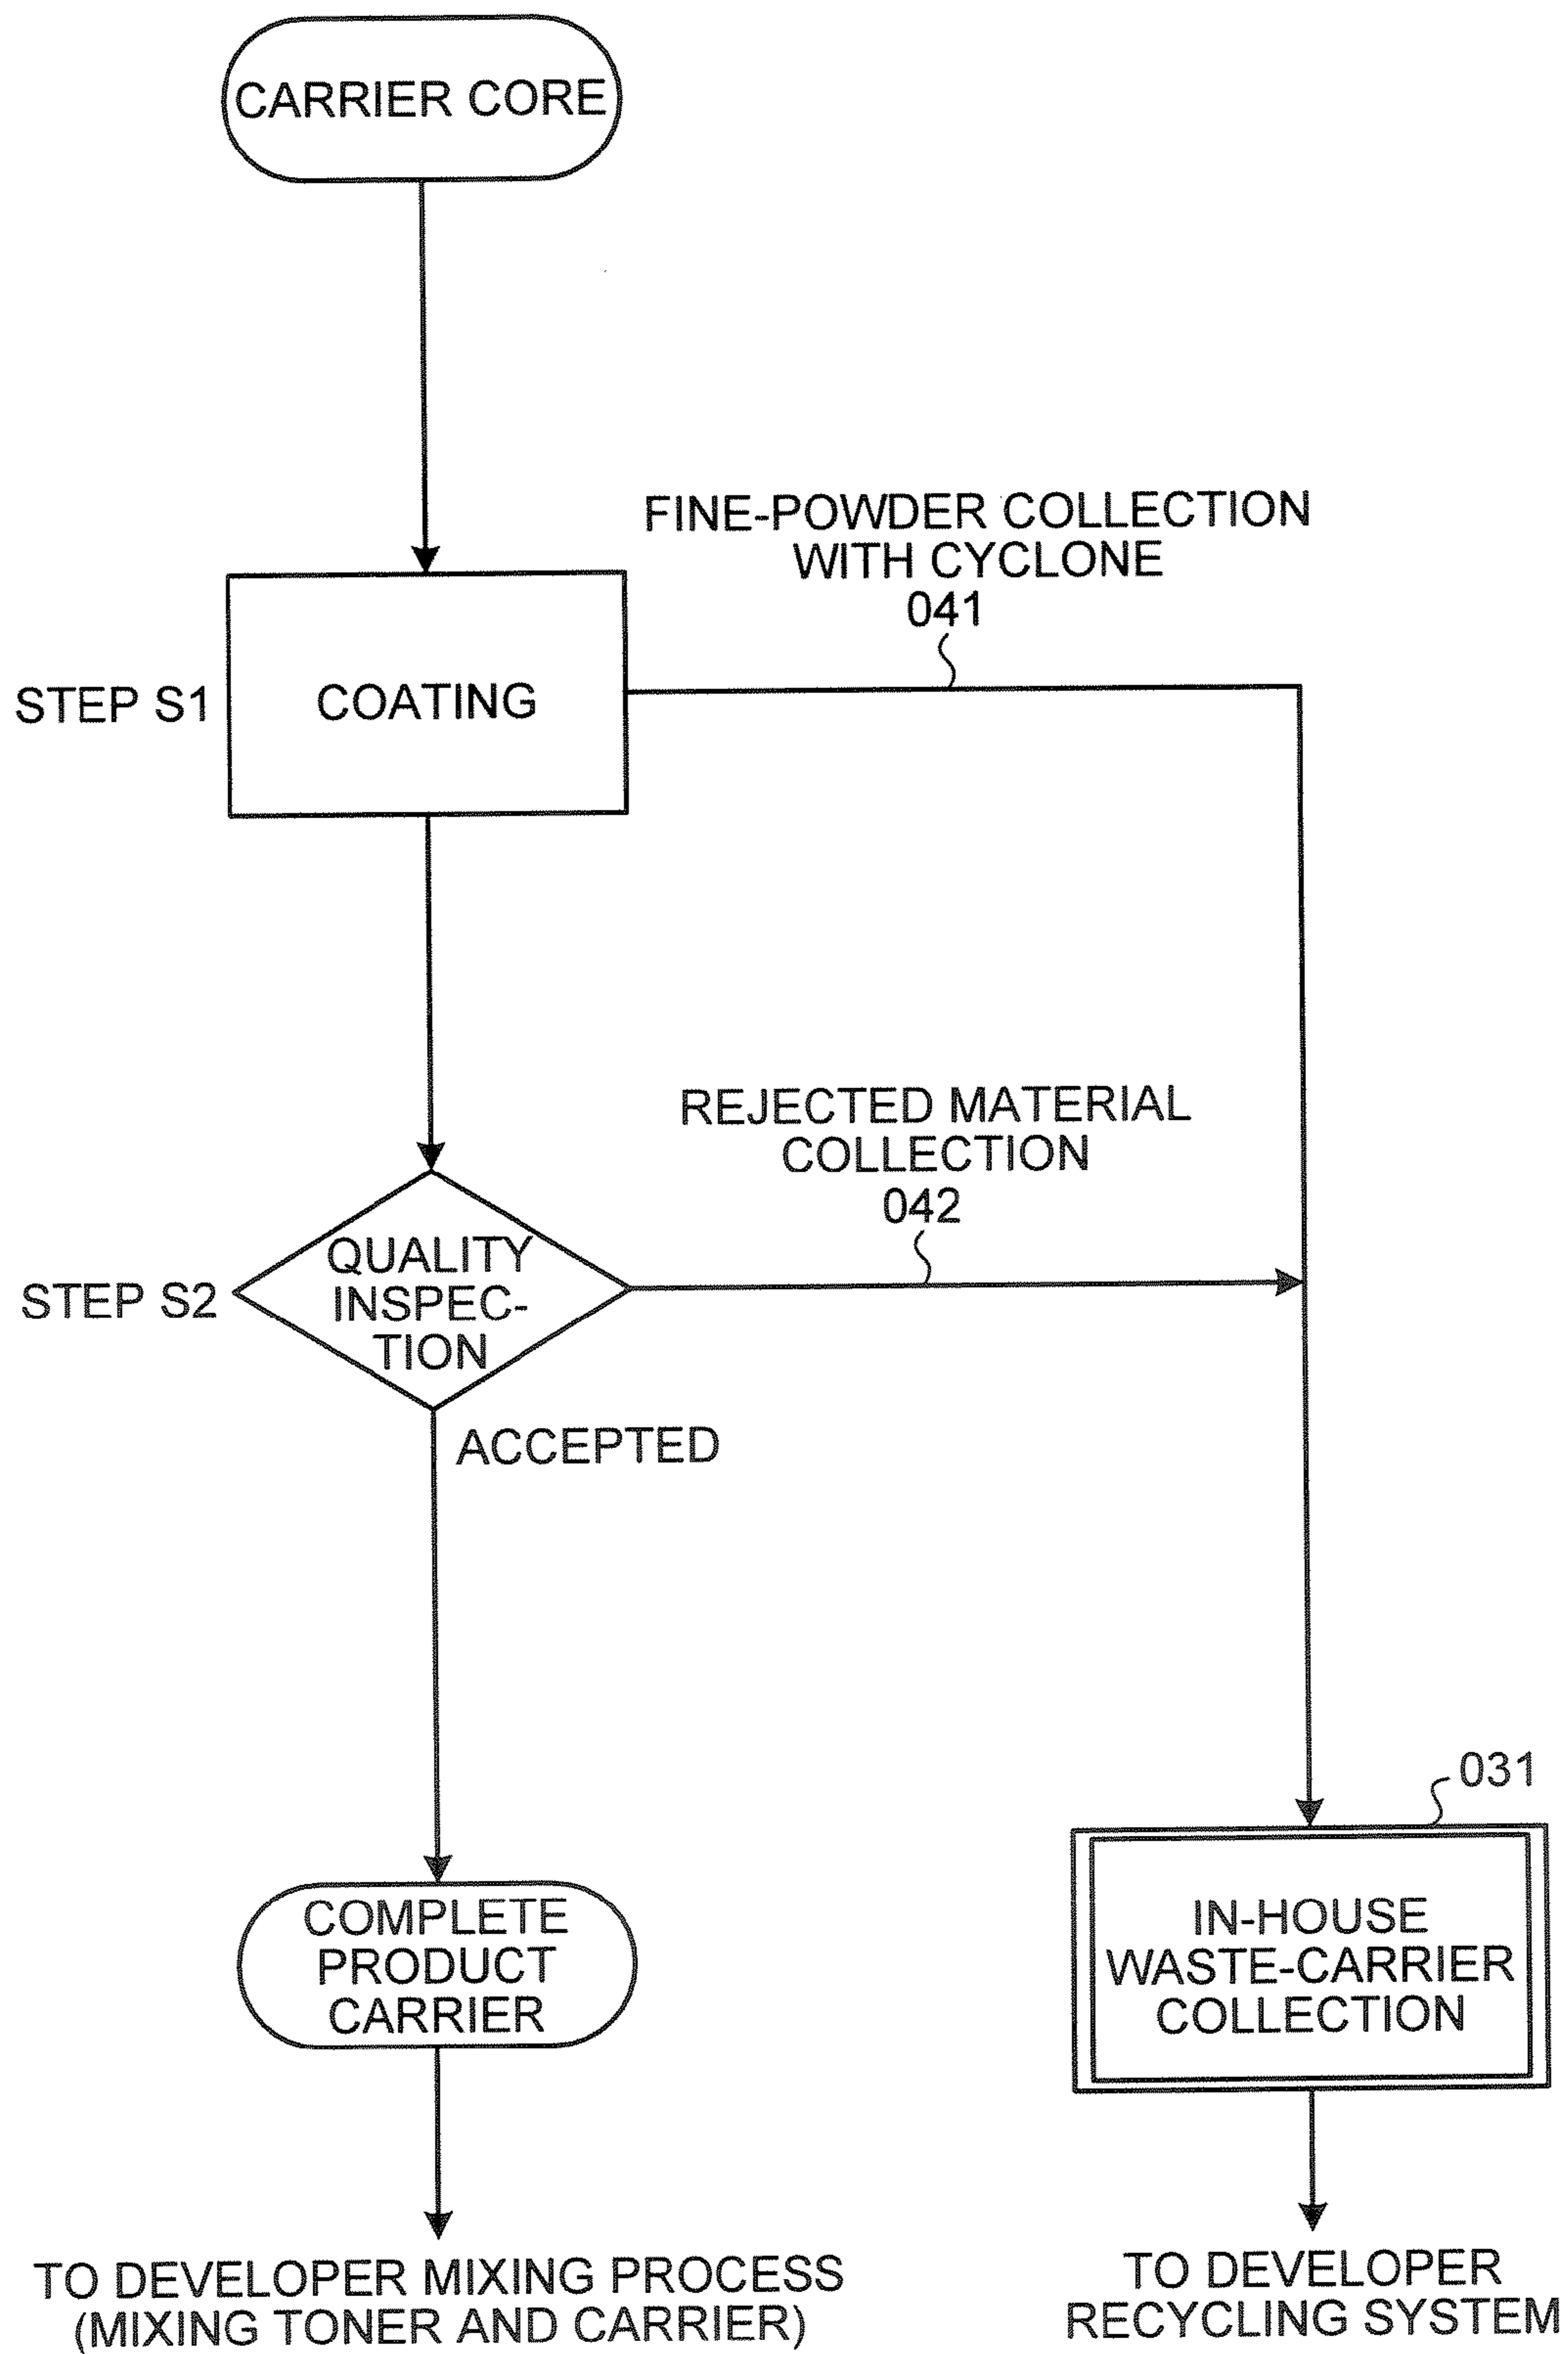 CARRIER CORE
FINE-POWDER COLLECTION
WITH CYCLONE
041
STEP S1
COATING
REJECTED MATERIAL
COLLECTION
042
STEP S2
QUALITY
INSPEC-
TION
ACCEPTED
031
COMPLETE
PRODUCT
CARRIER
IN-HOUSE
WASTE-CARRIER
COLLECTION
TO DEVELOPER MIXING PROCESS
(MIXING TONER AND CARRIER)
TO DEVELOPER
RECYCLING SYSTEM